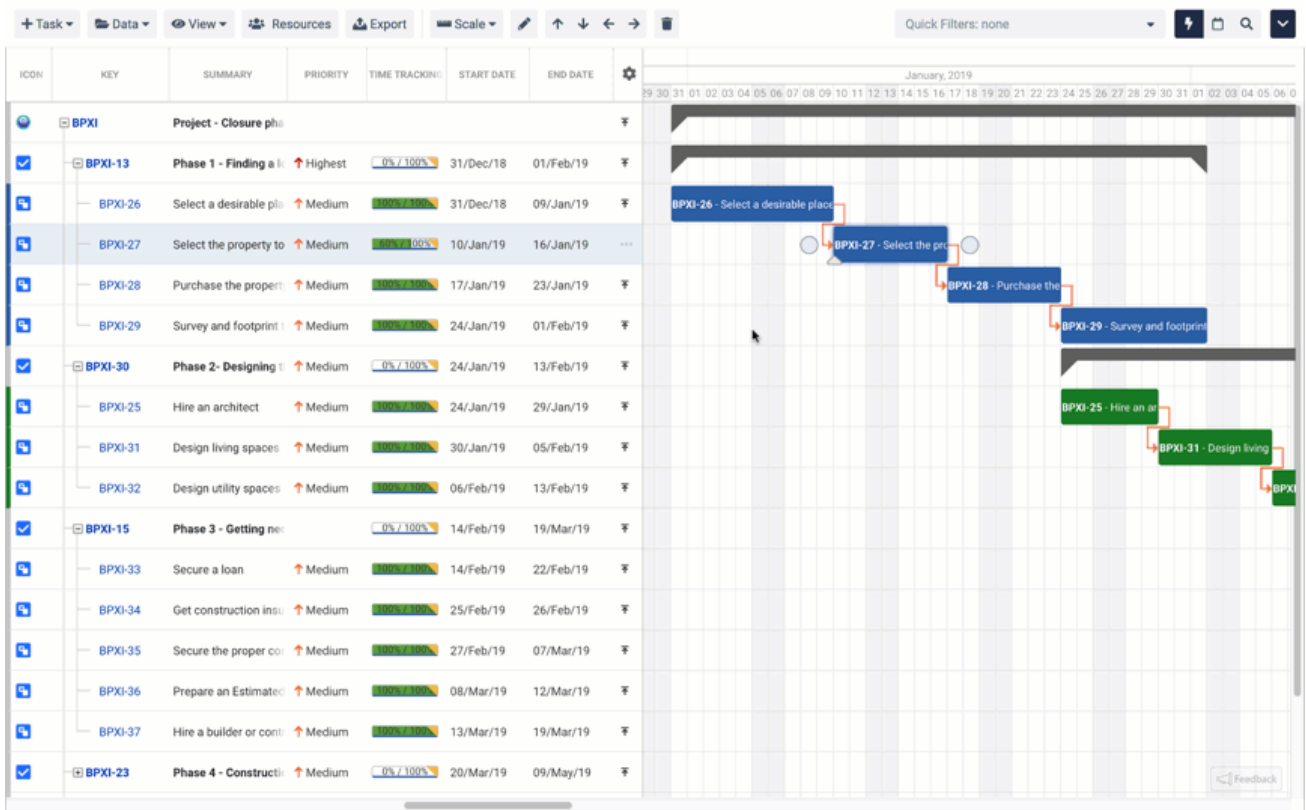 Task Data View Resources Export Scale Quick Filters: none
ICON KEY SUMMARY PRIORITY TIME TRACKING START DATE END DATE January, 2019
29 30 31 01 02 03 04 05 06 07 08 09 10 11 12 13 14 15 16 17 18 19 20 21 22 23 24 25 26 27 28 29 30 31 01 02 03 04 05 06 0
BPXI Project - Closure pha
BPXI-13 Phase 1 - Finding a lo Highest 0% / 100% 31/Dec/18 01/Feb/19
BPXI-26 Select a desirable pla Medium 100% / 100% 31/Dec/18 09/Jan/19 BPXI-26 - Select a desirable place
BPXI-27 Select the property to Medium 60% / 100% 10/Jan/19 16/Jan/19 BPXI-27 - Select the pro
BPXI-28 Purchase the property Medium 100% / 100% 17/Jan/19 23/Jan/19 BPXI-28 - Purchase the
BPXI-29 Survey and footprint Medium 100% / 100% 24/Jan/19 01/Feb/19 BPXI-29 - Survey and footprint
BPXI-30 Phase 2- Designing Medium 0% / 100% 24/Jan/19 13/Feb/19
BPXI-25 Hire an architect Medium 100% / 100% 24/Jan/19 29/Jan/19 BPXI-25 - Hire an ar
BPXI-31 Design living spaces Medium 100% / 100% 30/Jan/19 05/Feb/19 BPXI-31 - Design living
BPXI-32 Design utility spaces Medium 100% / 100% 06/Feb/19 13/Feb/19 BPXI
BPXI-15 Phase 3 - Getting nec 0% / 100% 14/Feb/19 19/Mar/19
BPXI-33 Secure a loan Medium 100% / 100% 14/Feb/19 22/Feb/19
BPXI-34 Get construction insu Medium 100% / 100% 25/Feb/19 26/Feb/19
BPXI-35 Secure the proper co Medium 100% / 100% 27/Feb/19 07/Mar/19
BPXI-36 Prepare an Estimated Medium 100% / 100% 08/Mar/19 12/Mar/19
BPXI-37 Hire a builder or cont Medium 100% / 100% 13/Mar/19 19/Mar/19
BPXI-23 Phase 4 - Constructi Medium 0% / 100% 20/Mar/19 09/May/19
Feedback